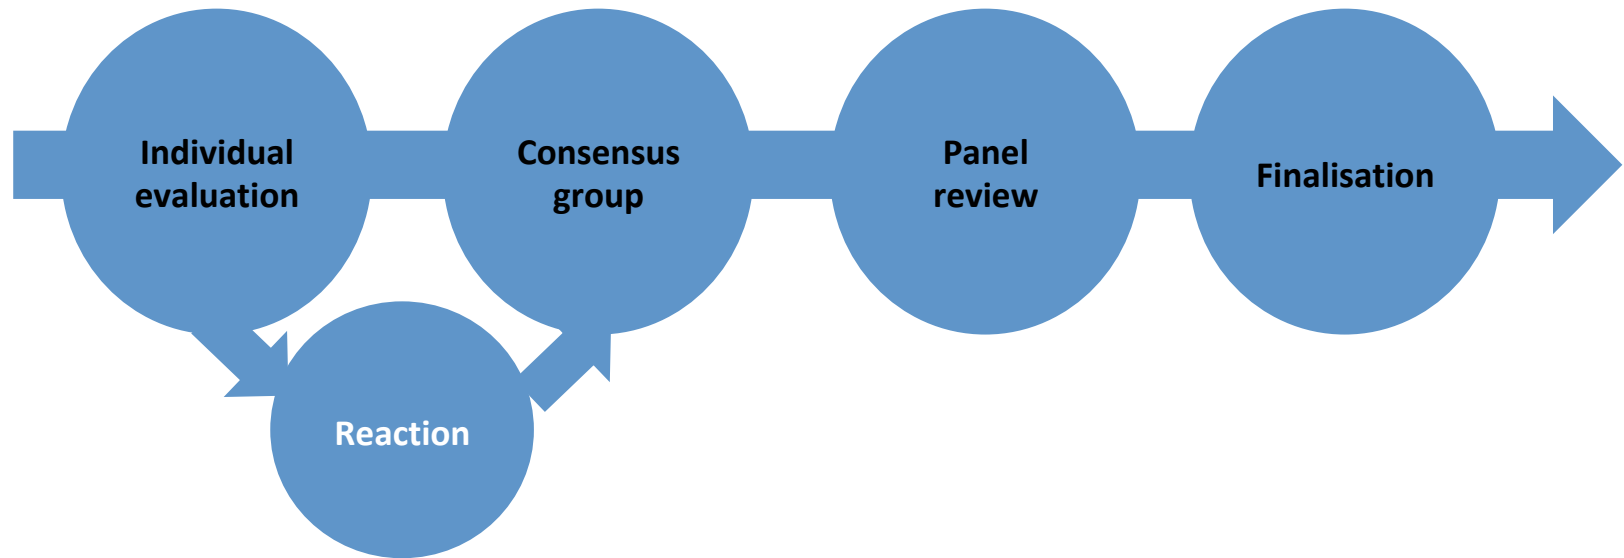 Individual
evaluation
Consensus
group
Panel
review
Finalisation
Reaction